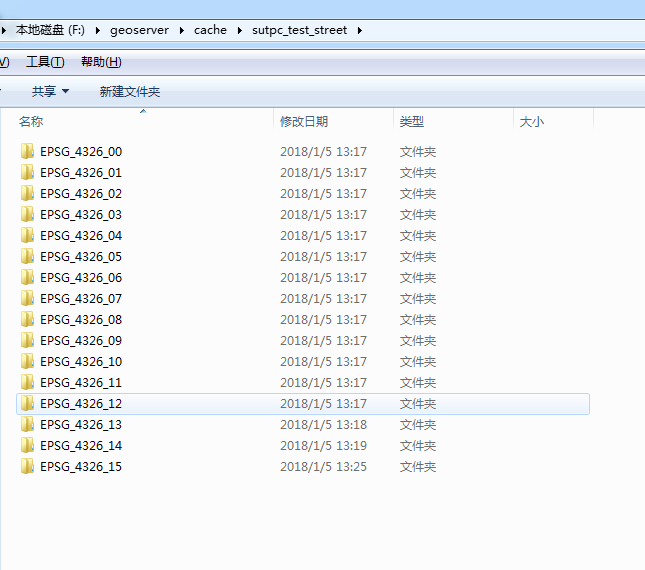 本地磁盘 (F:) geoserver cache sutpc_test_street
V) 工具(T) 帮助(H)
共享 新建文件夹
名称 修改日期 类型 大小
EPSG_4326_00 2018/1/5 13:17 文件夹
EPSG_4326_01 2018/1/5 13:17 文件夹
EPSG_4326_02 2018/1/5 13:17 文件夹
EPSG_4326_03 2018/1/5 13:17 文件夹
EPSG_4326_04 2018/1/5 13:17 文件夹
EPSG_4326_05 2018/1/5 13:17 文件夹
EPSG_4326_06 2018/1/5 13:17 文件夹
EPSG_4326_07 2018/1/5 13:17 文件夹
EPSG_4326_08 2018/1/5 13:17 文件夹
EPSG_4326_09 2018/1/5 13:17 文件夹
EPSG_4326_10 2018/1/5 13:17 文件夹
EPSG_4326_11 2018/1/5 13:17 文件夹
EPSG_4326_12 2018/1/5 13:17 文件夹
EPSG_4326_13 2018/1/5 13:18 文件夹
EPSG_4326_14 2018/1/5 13:19 文件夹
EPSG_4326_15 2018/1/5 13:25 文件夹